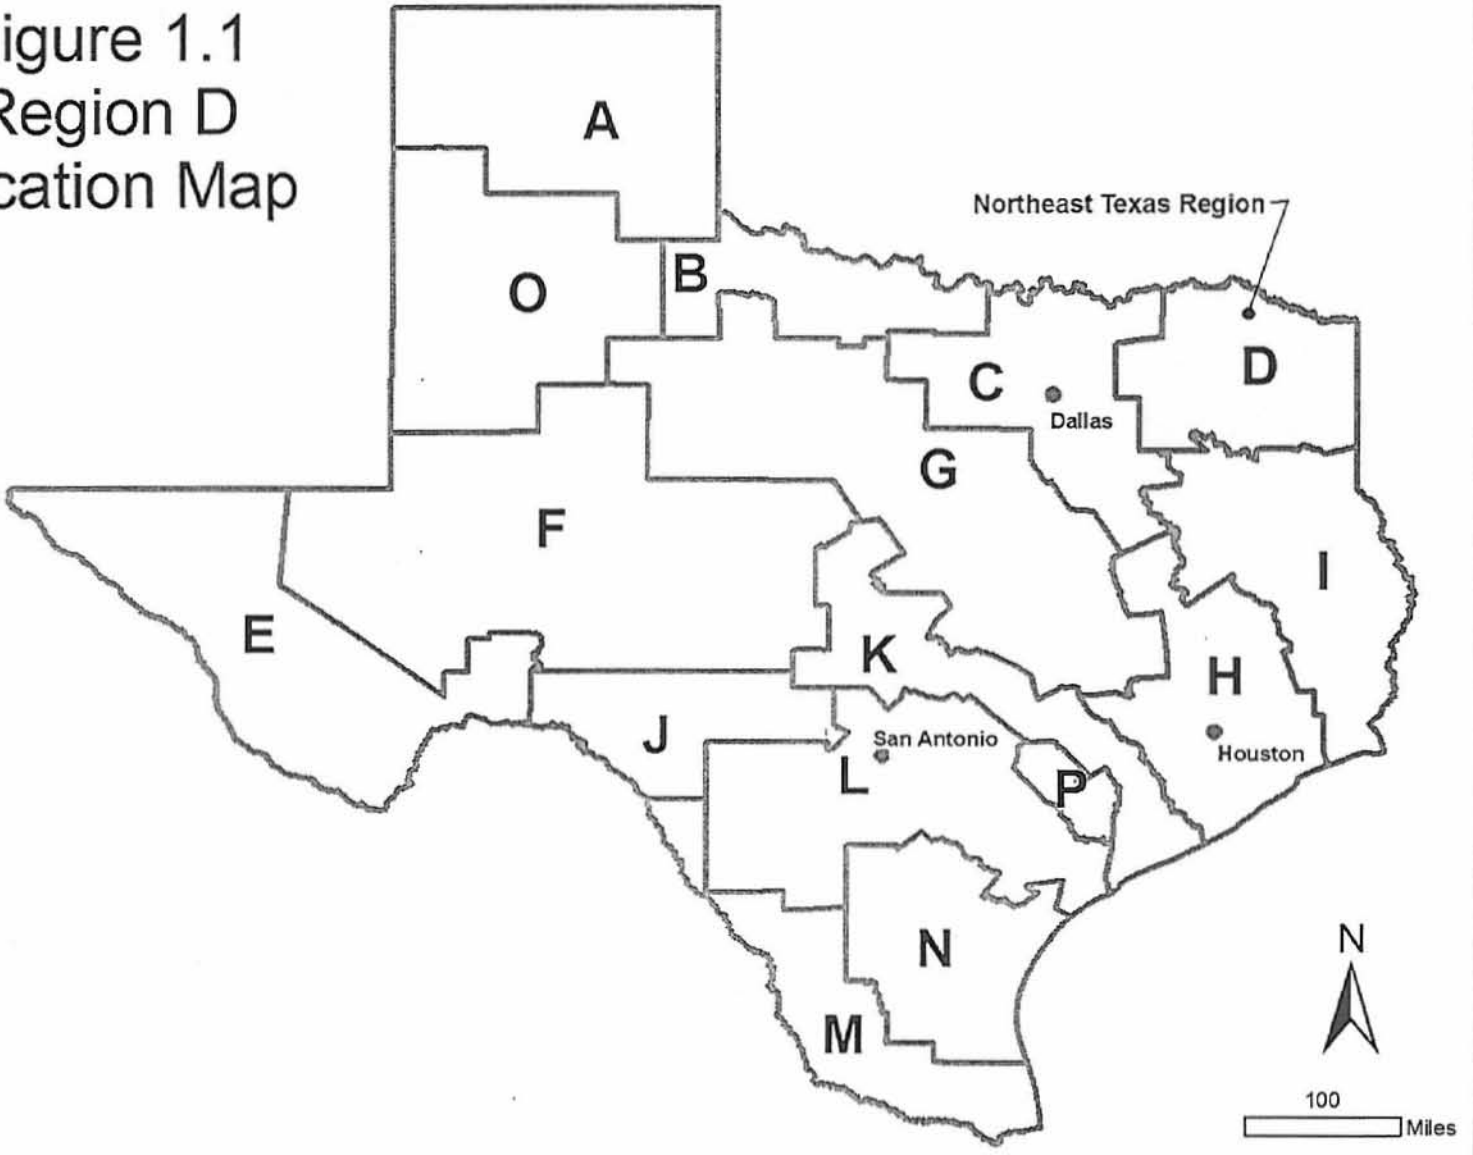 igure 1.1
Region D
cation Map
A
Northeast Texas Region
B
O
D
C
Dallas
G
F
I
E
K
H
J
San Antonio
Houston
L
P
N
N
M
100
Miles